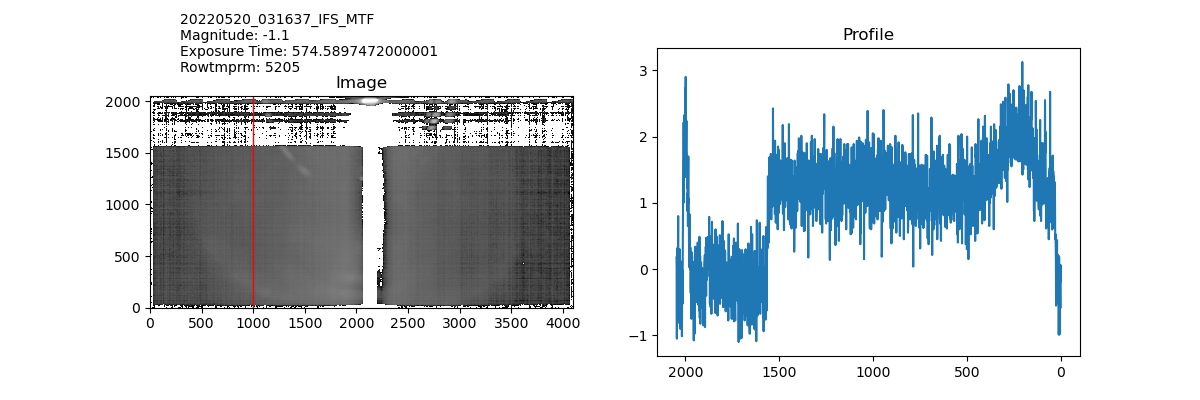 20220520_031637_IFS_MTF
Magnitude: -1.1
Exposure Time: 574.5897472000001
Rowtmprm: 5205
Image
2000
1500
1000
500
0
0 500 1000 1500 2000 2500 3000 3500 4000
Profile
3
2
1
0
−1
2000 1500 1000 500 0